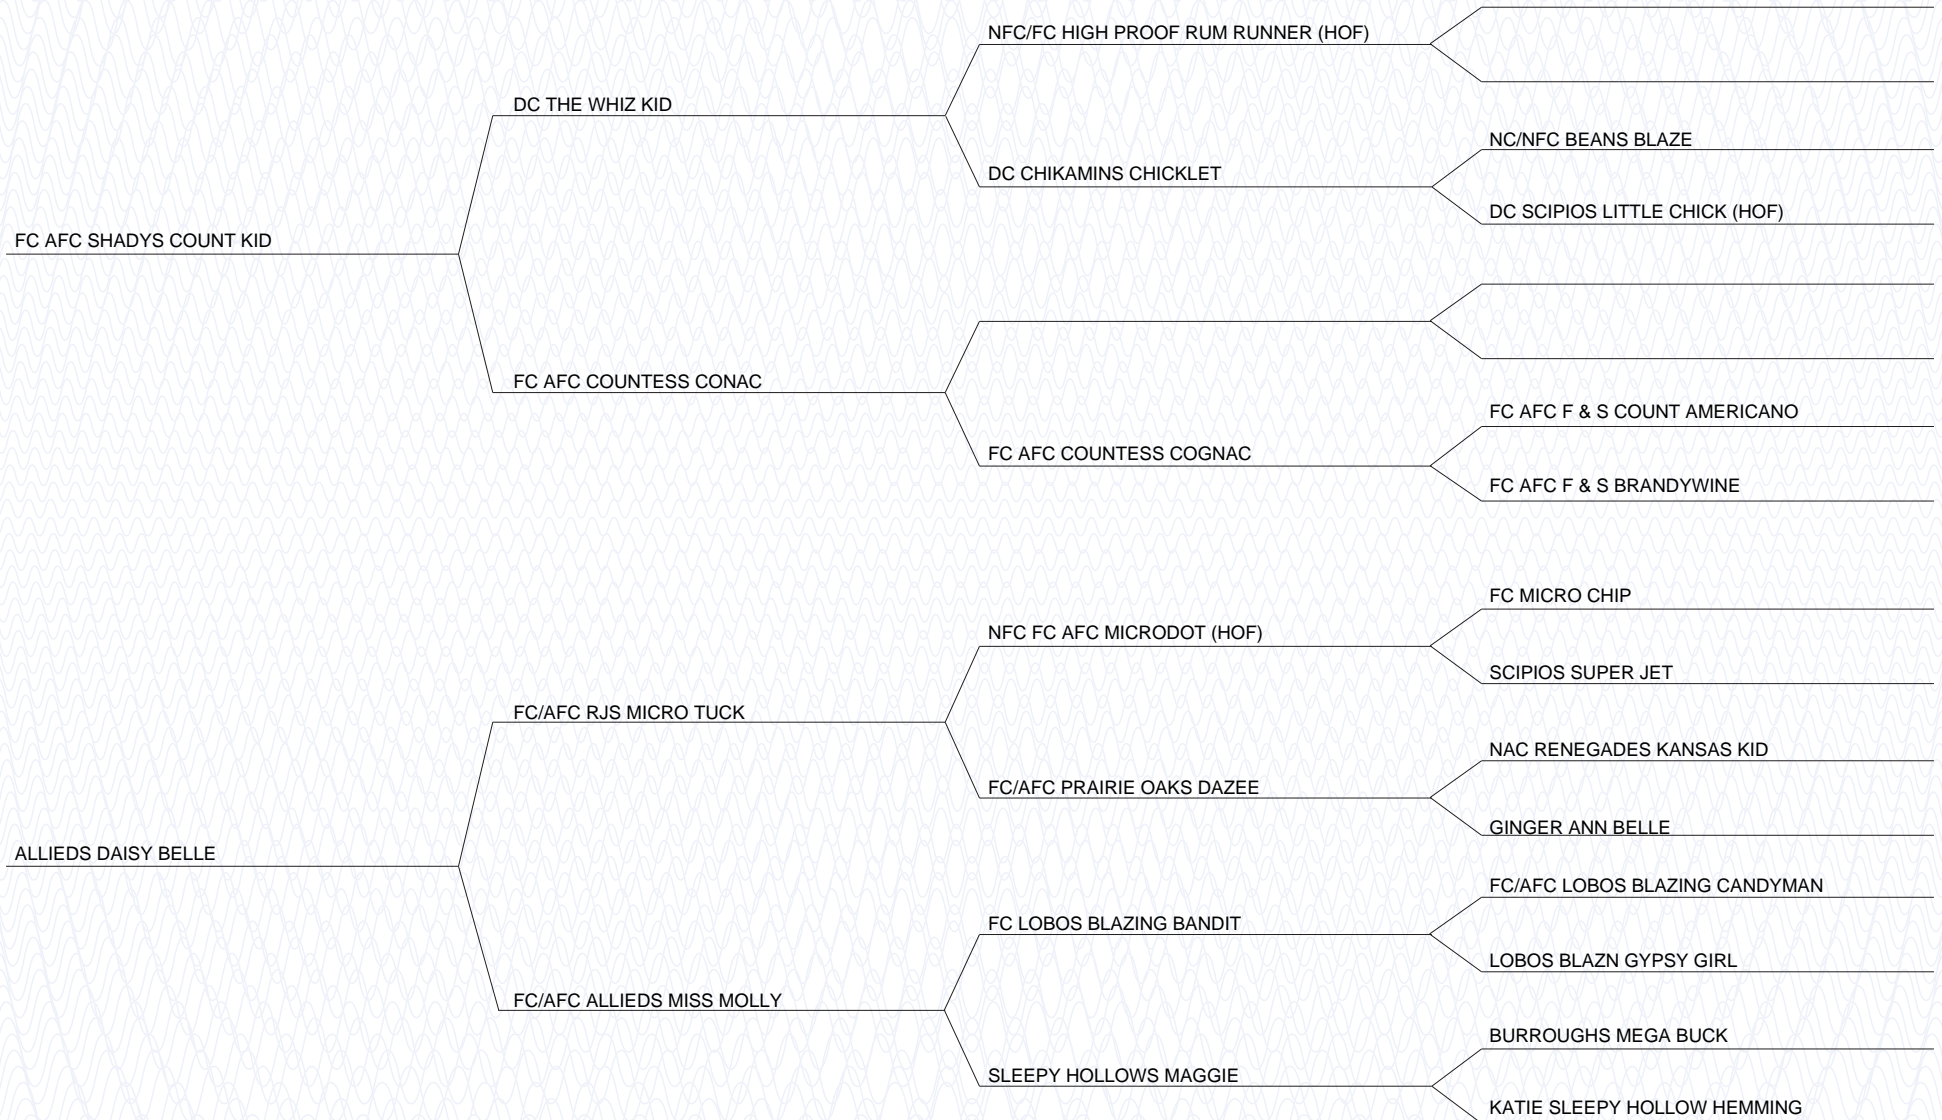 NFC/FC HIGH PROOF RUM RUNNER (HOF)
DC THE WHIZ KID
NC/NFC BEANS BLAZE
DC CHIKAMINS CHICKLET
DC SCIPIOS LITTLE CHICK (HOF)
FC AFC SHADYS COUNT KID
FC AFC COUNTESS CONAC
FC AFC F & S COUNT AMERICANO
FC AFC COUNTESS COGNAC
FC AFC F & S BRANDYWINE
FC MICRO CHIP
NFC FC AFC MICRODOT (HOF)
SCIPIOS SUPER JET
FC/AFC RJS MICRO TUCK
NAC RENEGADES KANSAS KID
FC/AFC PRAIRIE OAKS DAZEE
GINGER ANN BELLE
ALLIEDS DAISY BELLE
FC/AFC LOBOS BLAZING CANDYMAN
FC LOBOS BLAZING BANDIT
LOBOS BLAZN GYPSY GIRL
FC/AFC ALLIEDS MISS MOLLY
BURROUGHS MEGA BUCK
SLEEPY HOLLOWS MAGGIE
KATIE SLEEPY HOLLOW HEMMING